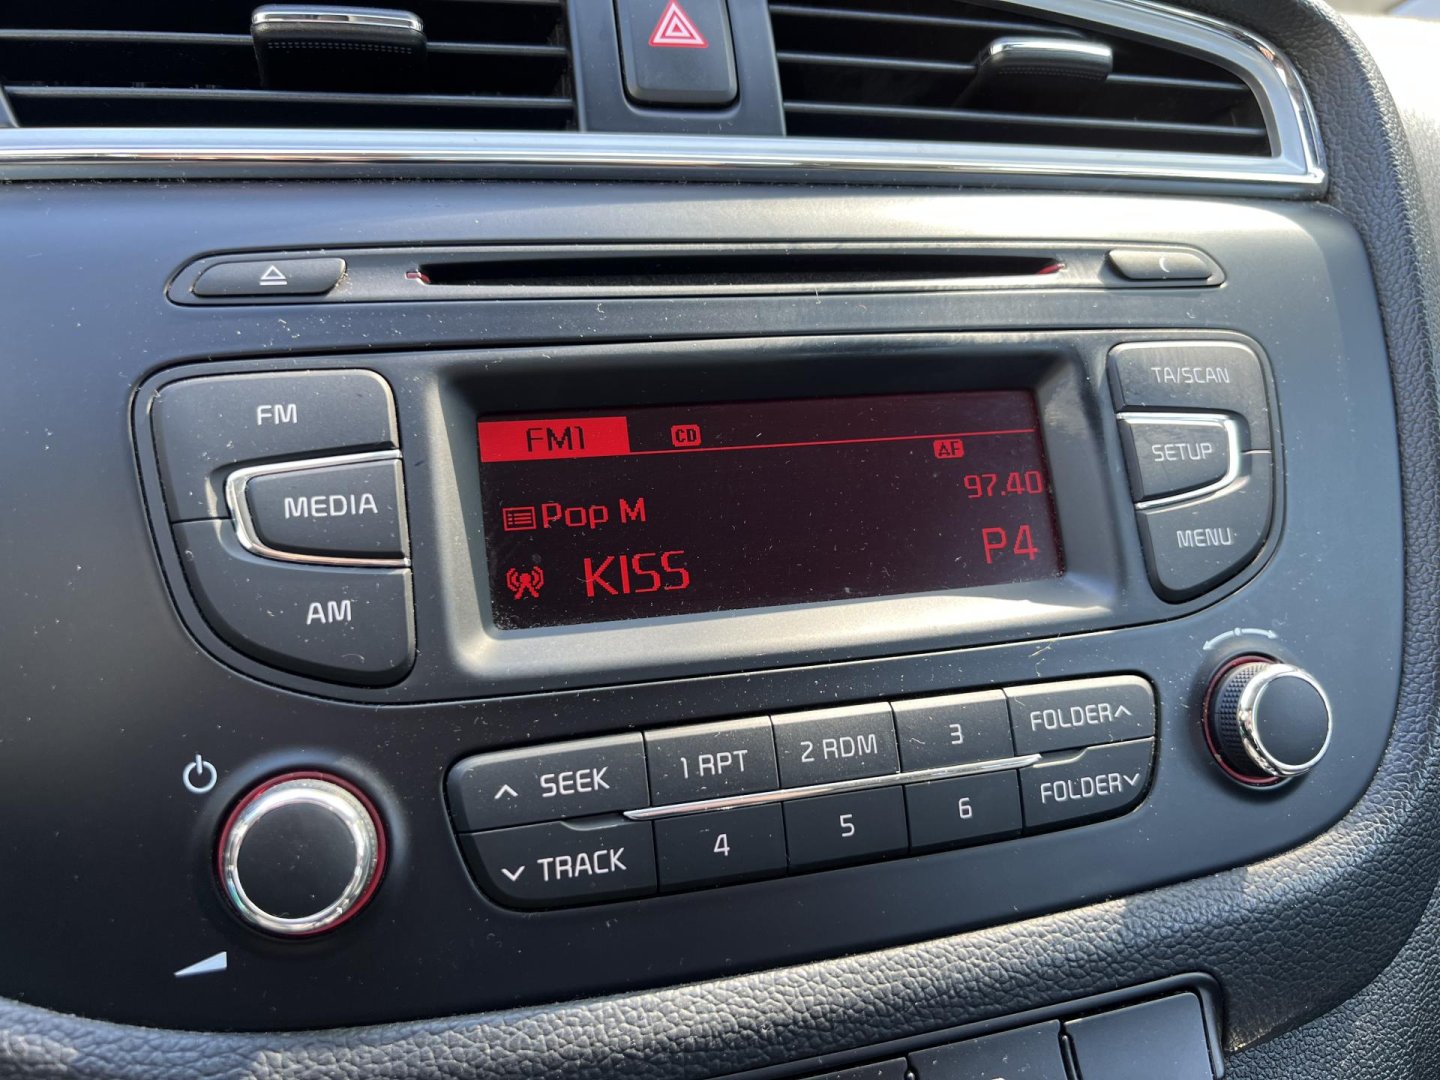 FM
MEDIA
AM
FM1
CD
AF
97.40
Pop M
KISS
P4
TA/SCAN
SETUP
MENU
SEEK
1 RPT
2 RDM
3
FOLDER
TRACK
4
5
6
FOLDER